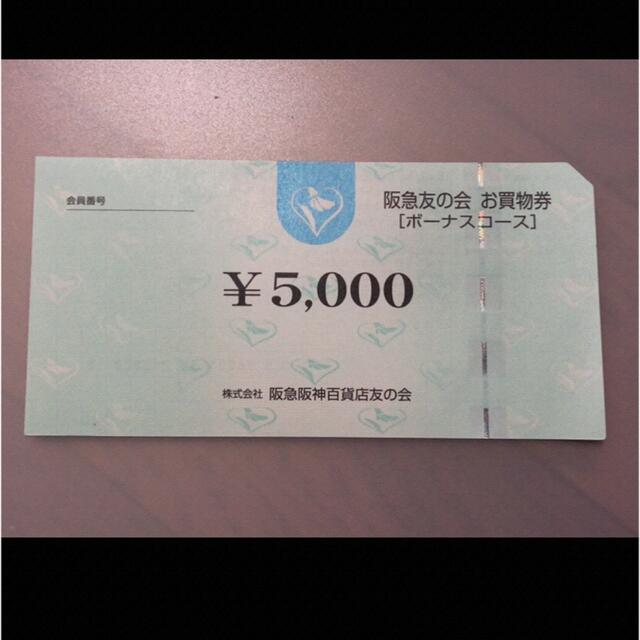 会員番号
阪急友の会 お買物券
[ボーナスコース]
￥5,000
株式会社 阪急阪神百貨店友の会